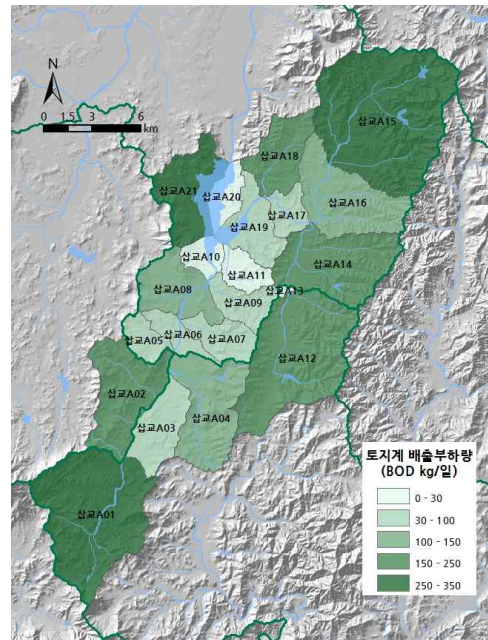 N
0 1.5 3 6
km
삽교A15
삽교A18
삽교A21
삽교A20
삽교A16
삽교A17
삽교A19
삽교A10
삽교A11
삽교A14
삽교A08
삽교A13
삽교A09
삽교A05
삽교A06
삽교A07
삽교A12
삽교A02
삽교A04
삽교A03
삽교A01
토지계 배출부하량
(BOD kg/일)
0 - 30
30 - 100
100 - 150
150 - 250
250 - 350